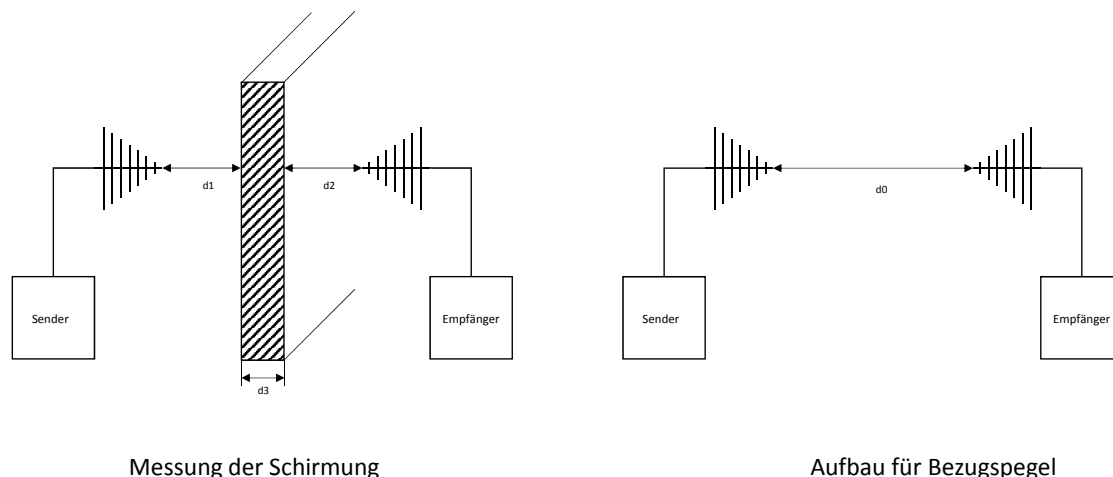 d1
d2
Sender
Empfänger
d3
Messung der Schirmung
d0
Sender
Empfänger
Aufbau für Bezugspegel